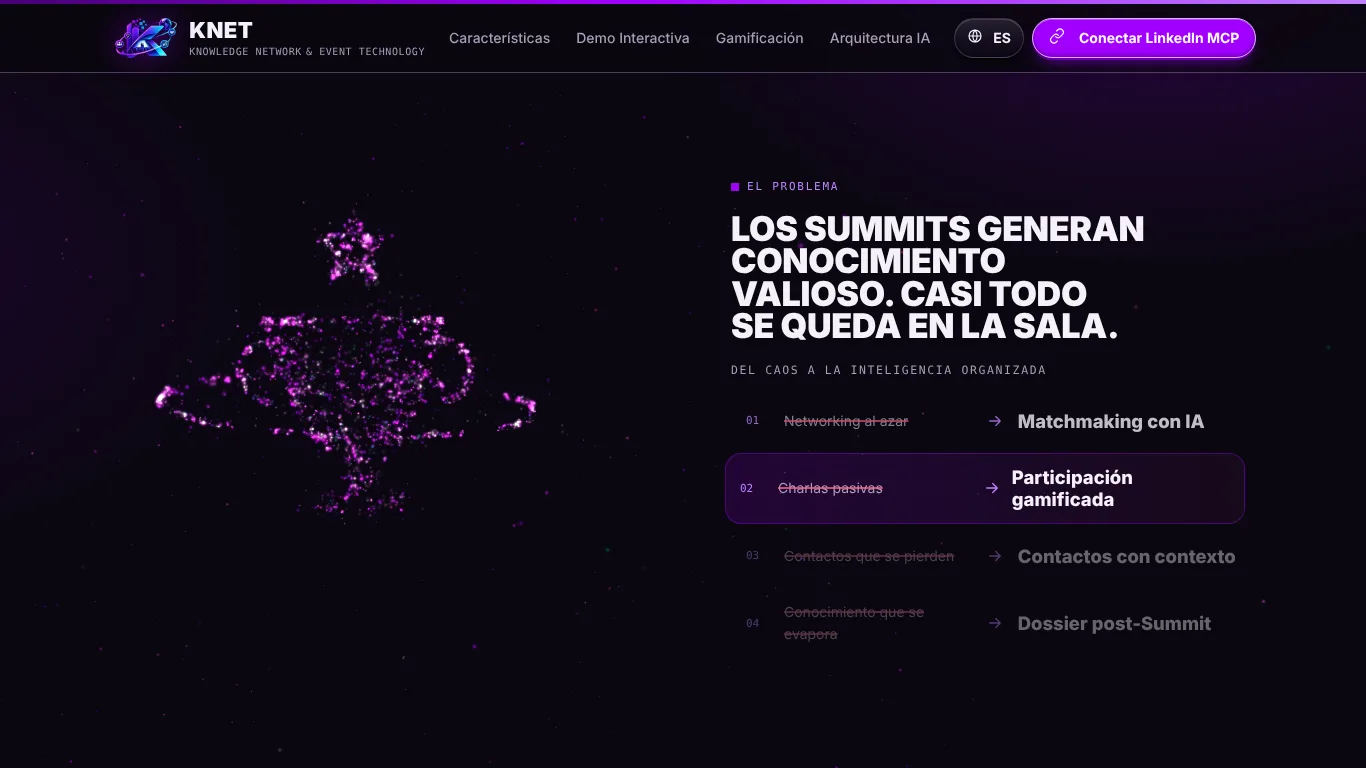 KNET
KNOWLEDGE NETWORK & EVENT TECHNOLOGY
Características
Demo Interactiva
Gamificación
Arquitectura IA
ES
Conectar LinkedIn MCP
EL PROBLEMA
LOS SUMMITS GENERAN
CONOCIMIENTO
VALIOSO. CASI TODO
SE QUEDA EN LA SALA.
DEL CAOS A LA INTELIGENCIA ORGANIZADA
01 Networking al azar → Matchmaking con IA
02 Charlas pasivas → Participación
gamificada
03 Contactos que se pierden → Contactos con contexto
04 Conocimiento que se
evapora → Dossier post-Summit